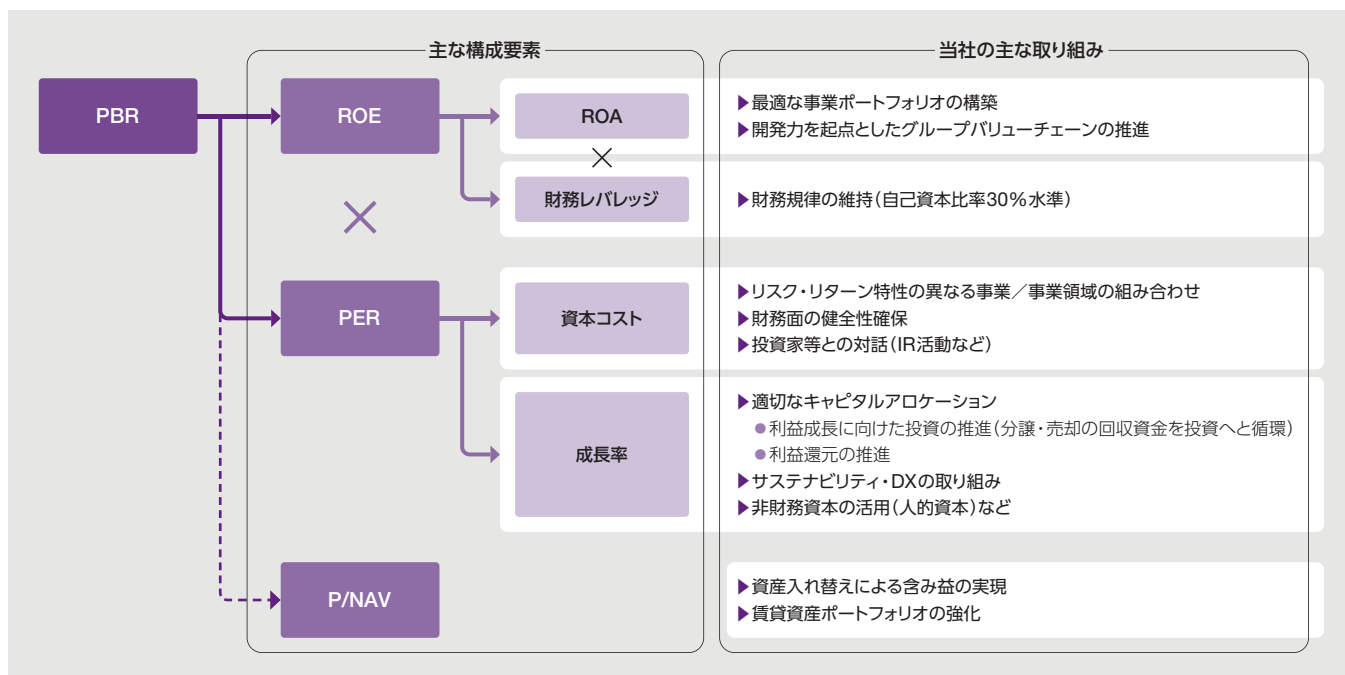 主な構成要素
当社の主な取り組み
PBR
ROE
ROA
▶最適な事業ポートフォリオの構築
▶開発力を起点としたグループバリューチェーンの推進
×
財務レバレッジ
▶財務規律の維持（自己資本比率30％水準）
×
PER
資本コスト
▶リスク・リターン特性の異なる事業／事業領域の組み合わせ
▶財務面の健全性確保
▶投資家等との対話（IR活動など）
成長率
▶適切なキャピタルアロケーション
●利益成長に向けた投資の推進（分譲・売却の回収資金を投資へと循環）
●利益還元の推進
▶サステナビリティ・DXの取り組み
▶非財務資本の活用（人的資本）など
P/NAV
▶資産入れ替えによる含み益の実現
▶賃貸資産ポートフォリオの強化